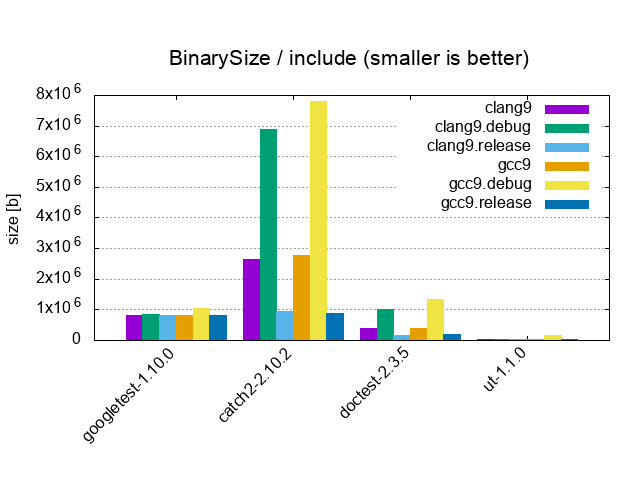 BinarySize / include (smaller is better)
size [b]
8x10^6
7x10^6
6x10^6
5x10^6
4x10^6
3x10^6
2x10^6
1x10^6
0
clang9
clang9.debug
clang9.release
gcc9
gcc9.debug
gcc9.release
googletest-1.10.0
catch2-2.10.2
doctest-2.3.5
ut-1.1.0